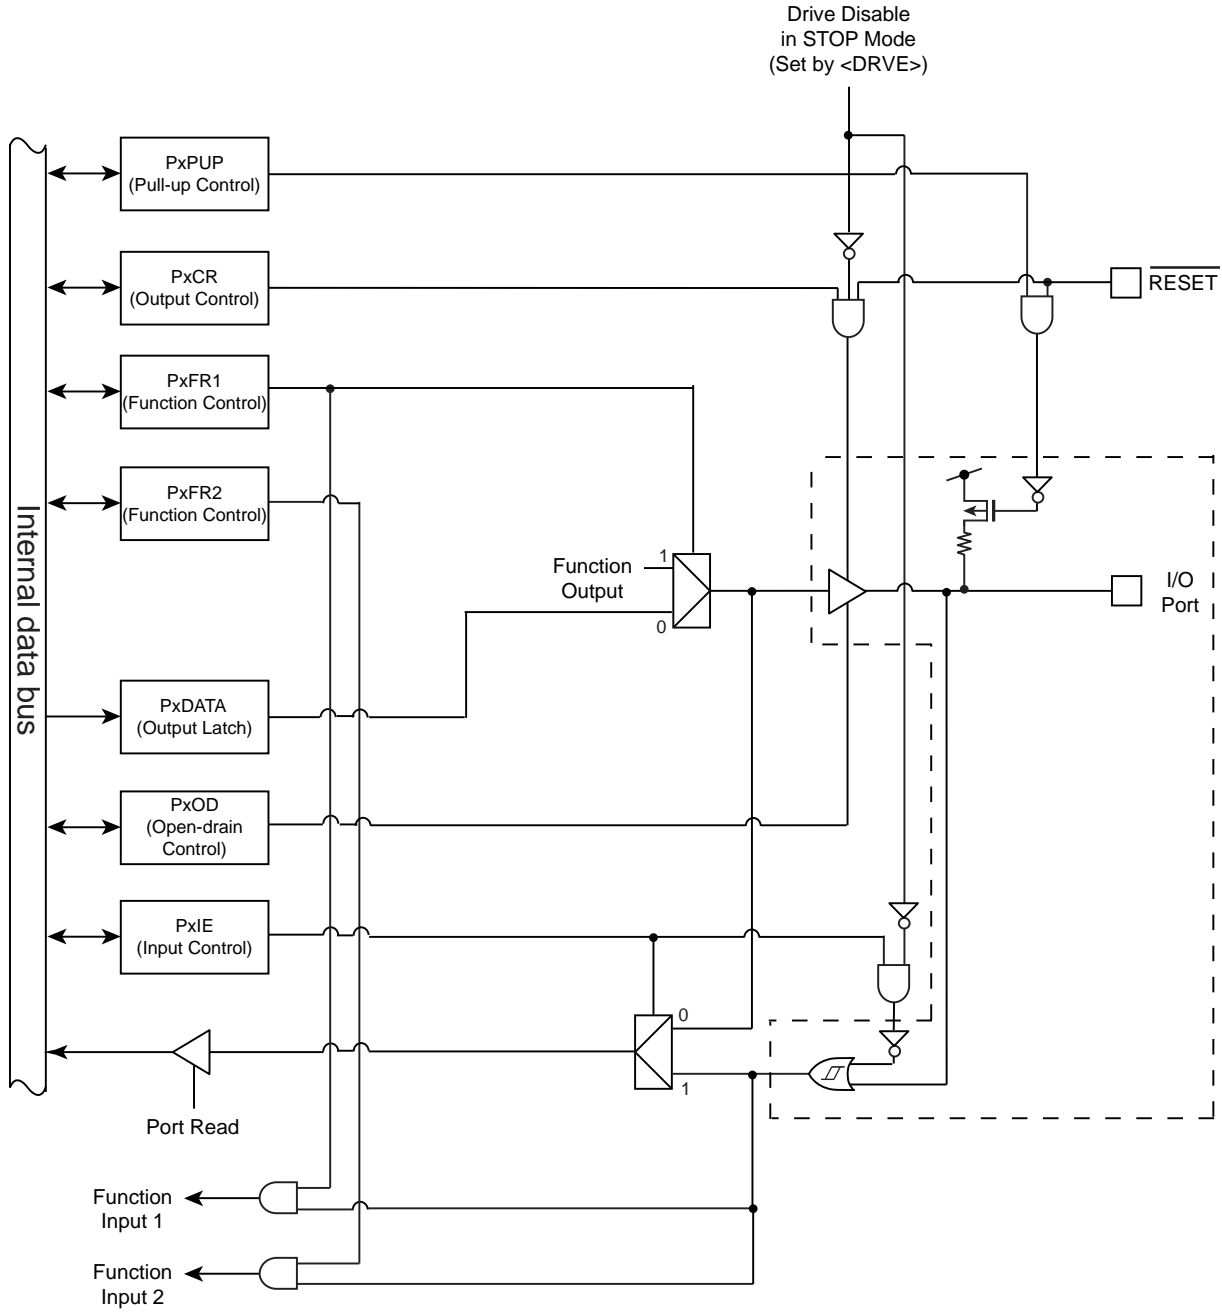 Drive Disable
in STOP Mode
(Set by <DRVE>)
PxPUP
(Pull-up Control)
PxCR
(Output Control)
RESET
PxFR1
(Function Control)
PxFR2
(Function Control)
Internal data bus
Function
Output
1
0
I/O
Port
PxDATA
(Output Latch)
PxOD
(Open-drain
Control)
PxIE
(Input Control)
0
1
Port Read
Function
Input 1
Function
Input 2